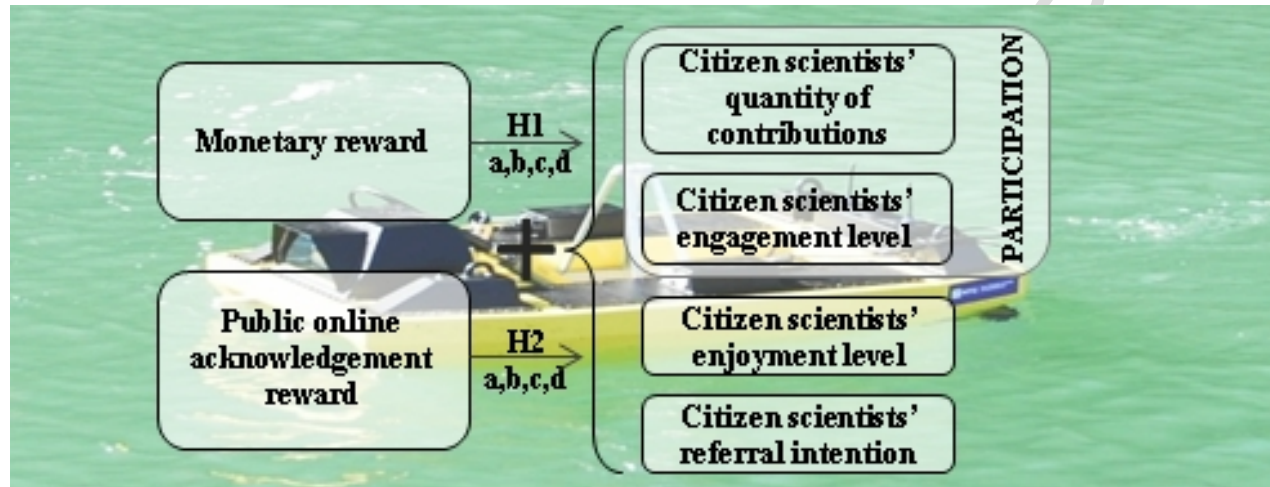 Monetary reward
H1
a,b,c,d
+
Public online
acknowledgement
reward
H2
a,b,c,d
Citizen scientists’
quantity of
contributions
Citizen scientists’
engagement level
PARTICIPATION
Citizen scientists’
enjoyment level
Citizen scientists’
referral intention